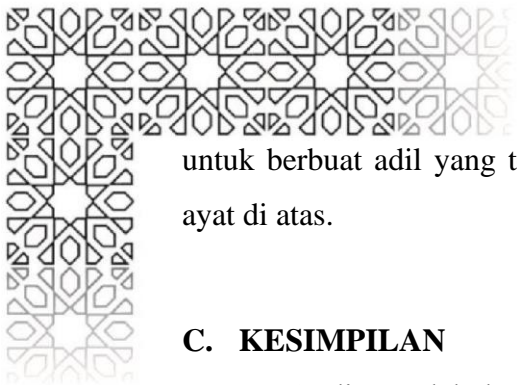 untuk berbuat adil yang
ayat di atas.
C. KESIMPILAN